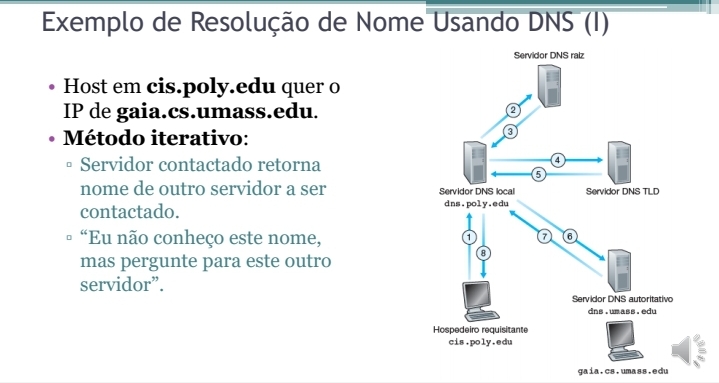 Exemplo de Resolução de Nome Usando DNS (I)
• Host em cis.poly.edu quer o
IP de gaia.cs.umass.edu.
• Método iterativo:
▫ Servidor contactado retorna
nome de outro servidor a ser
contactado.
▫ “Eu não conheço este nome,
mas pergunte para este outro
servidor”.
Servidor DNS raiz
2
3
4
5
Servidor DNS local
dns.poly.edu
Servidor DNS TLD
1
8
7
6
Servidor DNS autoritativo
dns.umass.edu
Hospedeiro requisitante
cis.poly.edu
gaia.cs.umass.edu